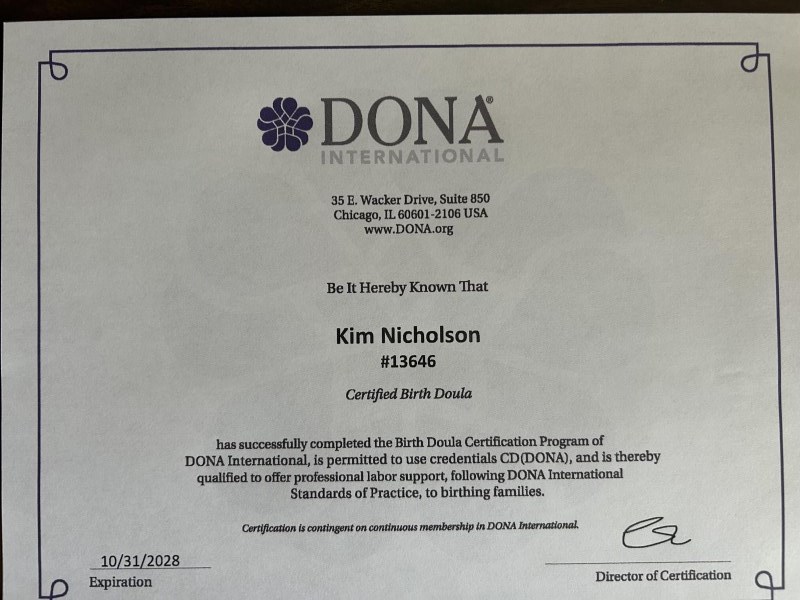 DONA®
INTERNATIONAL
35 E. Wacker Drive, Suite 850
Chicago, IL 60601-2106 USA
www.DONA.org
Be It Hereby Known That
Kim Nicholson
#13646
Certified Birth Doula
has successfully completed the Birth Doula Certification Program of
DONA International, is permitted to use credentials CD(DONA), and is thereby
qualified to offer professional labor support, following DONA International
Standards of Practice, to birthing families.
Certification is contingent on continuous membership in DONA International.
10/31/2028
Expiration
Director of Certification